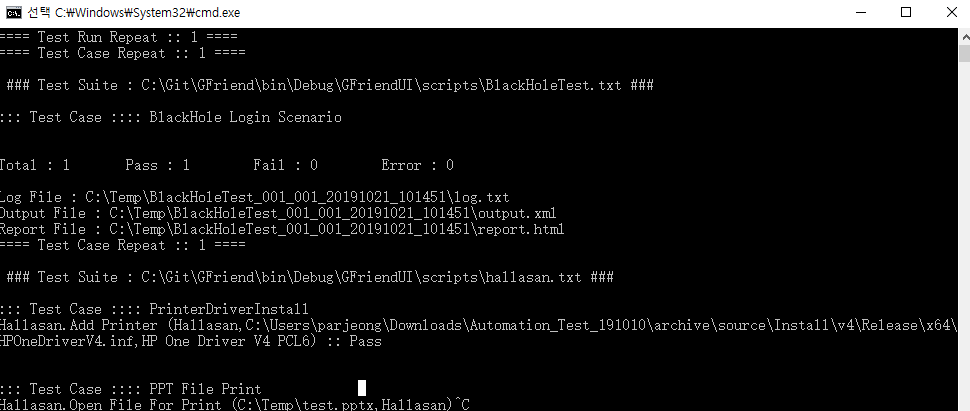 선택 C:₩Windows₩System32₩cmd.exe
==== Test Run Repeat :: 1 ====
==== Test Case Repeat :: 1 ====
### Test Suite : C:\Git\GFriend\bin\Debug\GFriendUI\scripts\BlackHoleTest.txt ###
::: Test Case :::: BlackHole Login Scenario
Total : 1 Pass : 1 Fail : 0 Error : 0
Log File : C:\Temp\BlackHoleTest_001_001_20191021_101451\log.txt
Output File : C:\Temp\BlackHoleTest_001_001_20191021_101451\output.xml
Report File : C:\Temp\BlackHoleTest_001_001_20191021_101451\report.html
==== Test Case Repeat :: 1 ====
### Test Suite : C:\Git\GFriend\bin\Debug\GFriendUI\scripts\hallasan.txt ###
::: Test Case :::: PrinterDriverInstall
Hallasan.Add Printer (Hallasan,C:\Users\parjeong\Downloads\Automation_Test_191010\archive\source\Install\v4\Release\x64\
HPOneDriverV4.inf,HP One Driver V4 PCL6) :: Pass
::: Test Case :::: PPT File Print
Hallasan.Open File For Print (C:\Temp\test.pptx,Hallasan)^C